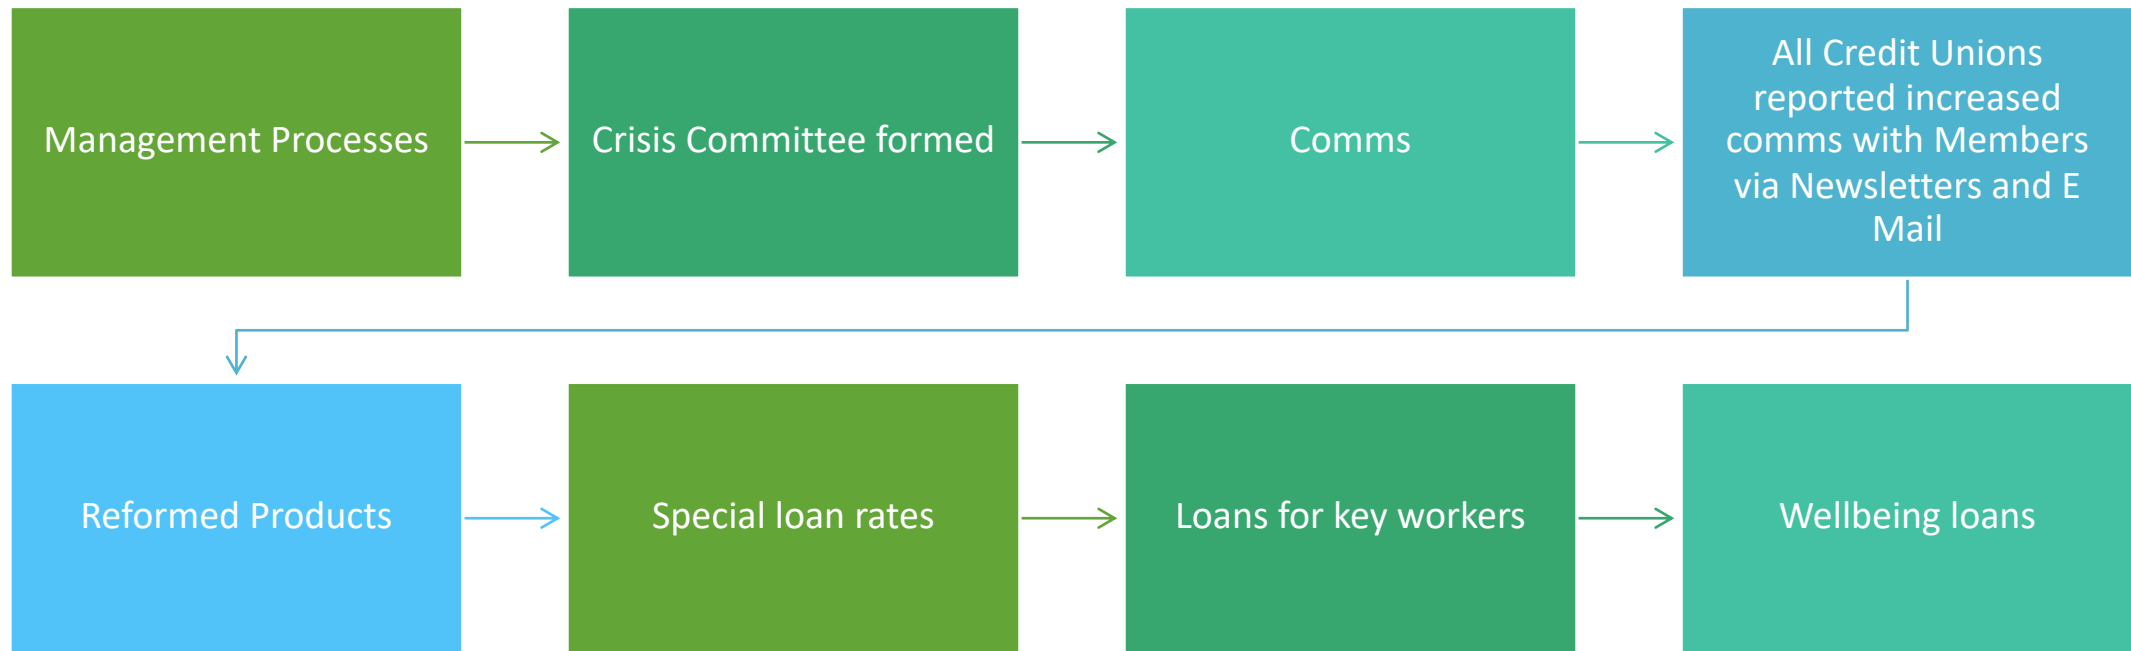 Management Processes
Crisis Committee formed
Comms
All Credit Unions
reported increased
comms with Members
via Newsletters and E
Mail
Reformed Products
Special loan rates
Loans for key workers
Wellbeing loans